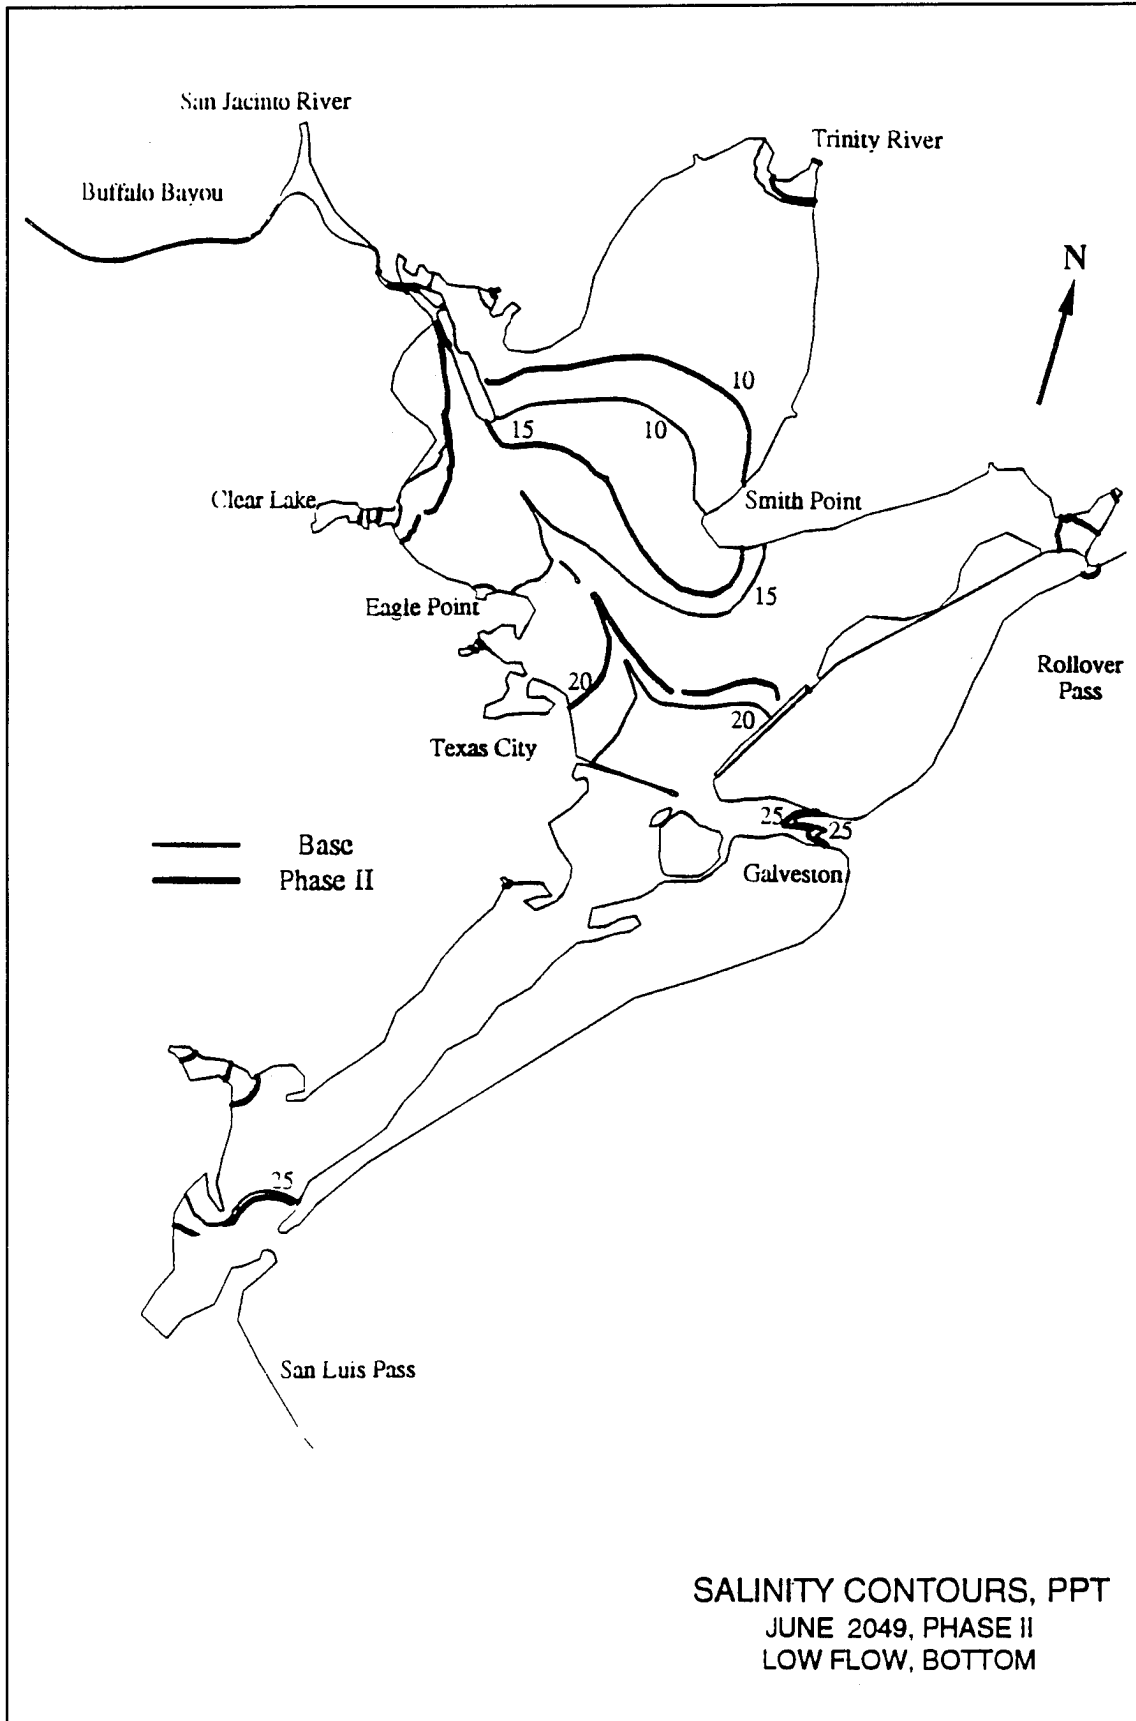 San Jacinto River
Trinity River
Buffalo Bayou
N
10
15
10
Clear Lake
Smith Point
15
Eagle Point
Rollover
Pass
20
20
Texas City
25
25
Base
Phase II
Galveston
25
San Luis Pass
SALINITY CONTOURS, PPT
JUNE 2049, PHASE II
LOW FLOW, BOTTOM